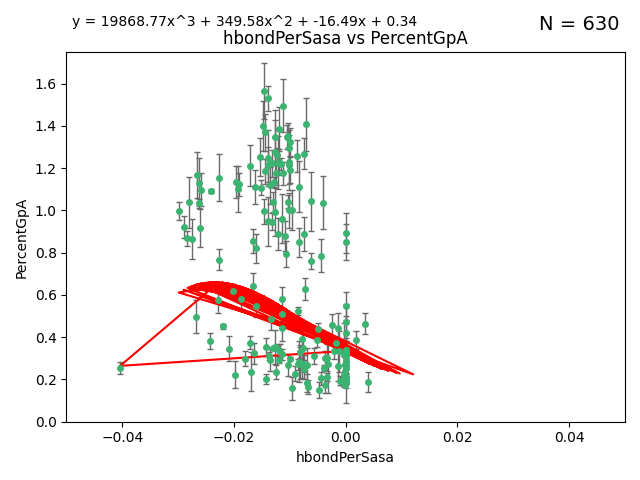 y = 19868.77x^3 + 349.58x^2 + -16.49x + 0.34
N = 630
hbondPerSasa vs PercentGpA
PercentGpA
1.6
1.4
1.2
1.0
0.8
0.6
0.4
0.2
0.0
−0.04 −0.02 0.00 0.02 0.04
hbondPerSasa